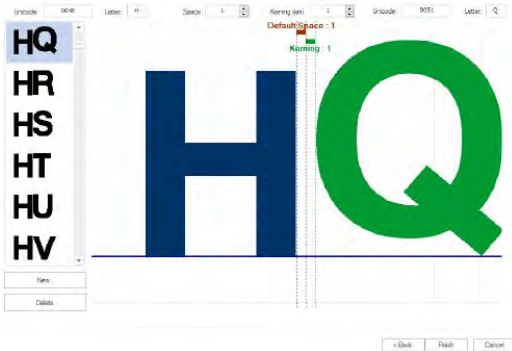 Unicode: 0048 Letter: H Space: 1 Kerning (em) 1 Unicode: 0051 Letter: Q
Default Space : 1
Kerning : 1
HQ
HR
HS
HT
HU
HV
HQ
New
Delete
< Back Finish Cancel